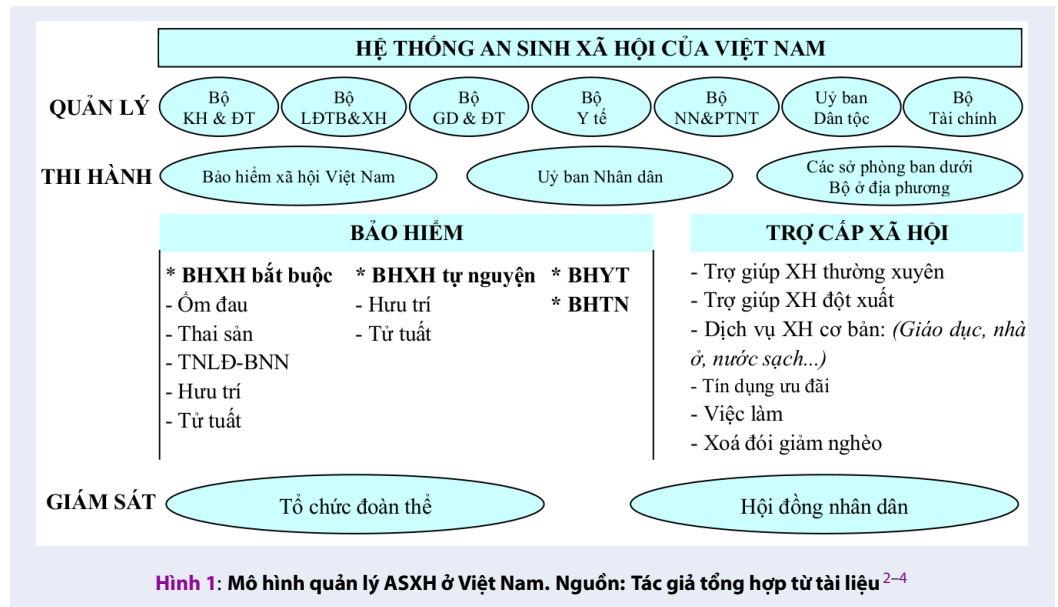 HỆ THỐNG AN SINH XÃ HỘI CỦA VIỆT NAM
QUẢN LÝ
Bộ
KH & ĐT
Bộ
LĐTB&XH
Bộ
GD & ĐT
Bộ
Y tế
Bộ
NN&PTNT
Uỷ ban
Dân tộc
Bộ
Tài chính
THI HÀNH
Bảo hiểm xã hội Việt Nam
Uỷ ban Nhân dân
Các sở phòng ban dưới
Bộ ở địa phương
BẢO HIỂM
* BHXH bắt buộc
- Ốm đau
- Thai sản
- TNLĐ-BNN
- Hưu trí
- Tử tuất
* BHXH tự nguyện
- Hưu trí
- Tử tuất
* BHYT
* BHTN
TRỢ CẤP XÃ HỘI
- Trợ giúp XH thường xuyên
- Trợ giúp XH đột xuất
- Dịch vụ XH cơ bản: (Giáo dục, nhà
ở, nước sạch...)
- Tín dụng ưu đãi
- Việc làm
- Xoá đói giảm nghèo
GIÁM SÁT
Tổ chức đoàn thể
Hội đồng nhân dân
Hình 1: Mô hình quản lý ASXH ở Việt Nam. Nguồn: Tác giả tổng hợp từ tài liệu 2–4